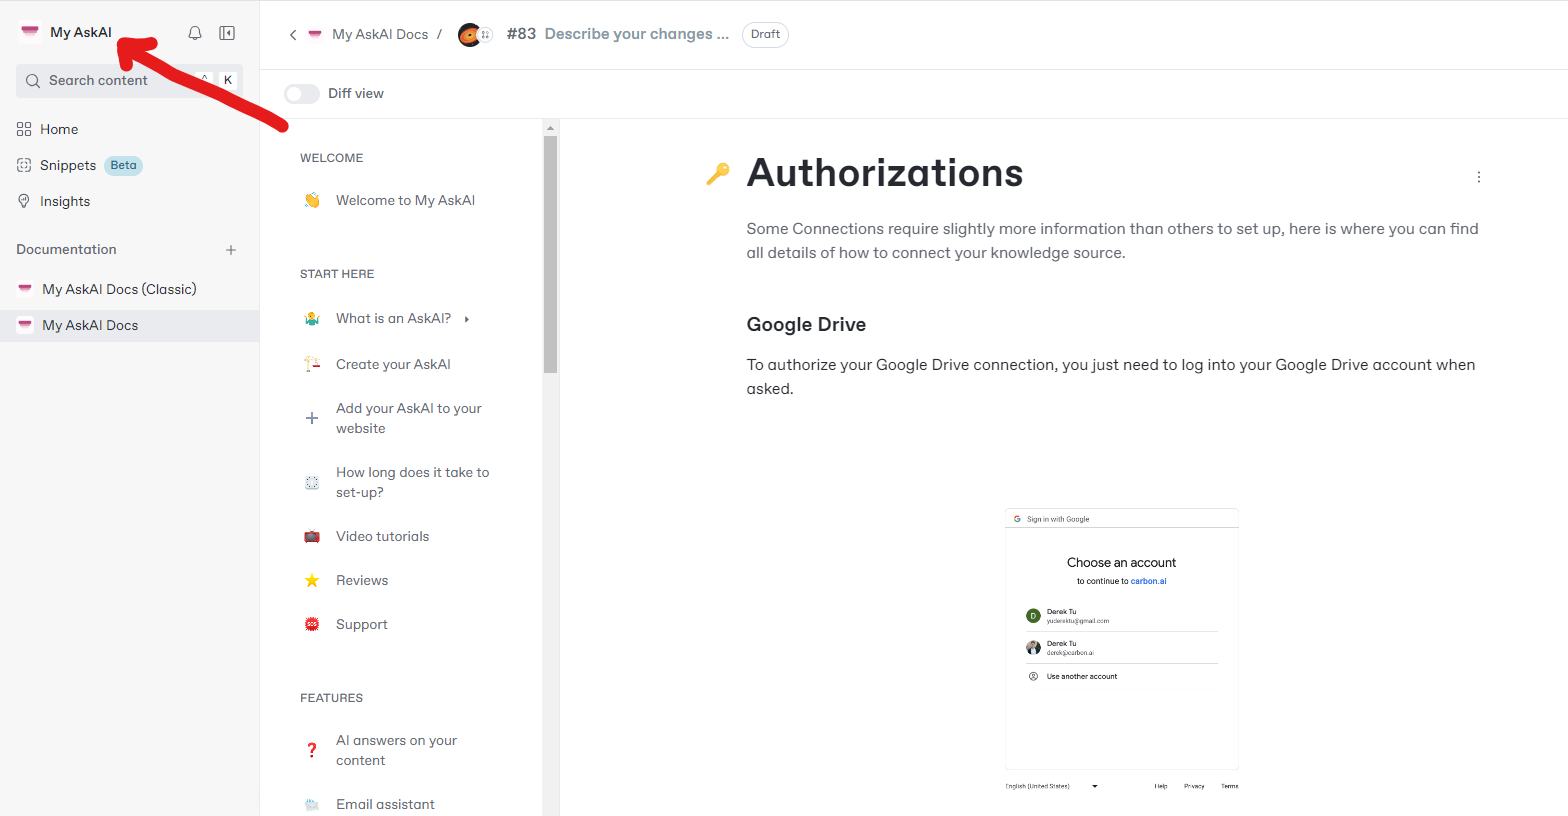 My AskAI
Search content
^ K
Home
Snippets Beta
Insights
Documentation
My AskAI Docs (Classic)
My AskAI Docs
My AskAI Docs / #83 Describe your changes ... Draft
Diff view
WELCOME
Welcome to My AskAI
START HERE
What is an AskAI?
Create your AskAI
Add your AskAI to your
website
How long does it take to
set-up?
Video tutorials
Reviews
SOS
Support
FEATURES
AI answers on your
content
Email assistant
Authorizations
Some Connections require slightly more information than others to set up, here is where you can find
all details of how to connect your knowledge source.
Google Drive
To authorize your Google Drive connection, you just need to log into your Google Drive account when
asked.
G Sign in with Google
Choose an account
to continue to carbon.ai
D
Derek Tu
yuderektu@gmail.com
Derek Tu
derek@carbon.ai
Use another account
English (United States)
Help Privacy Terms